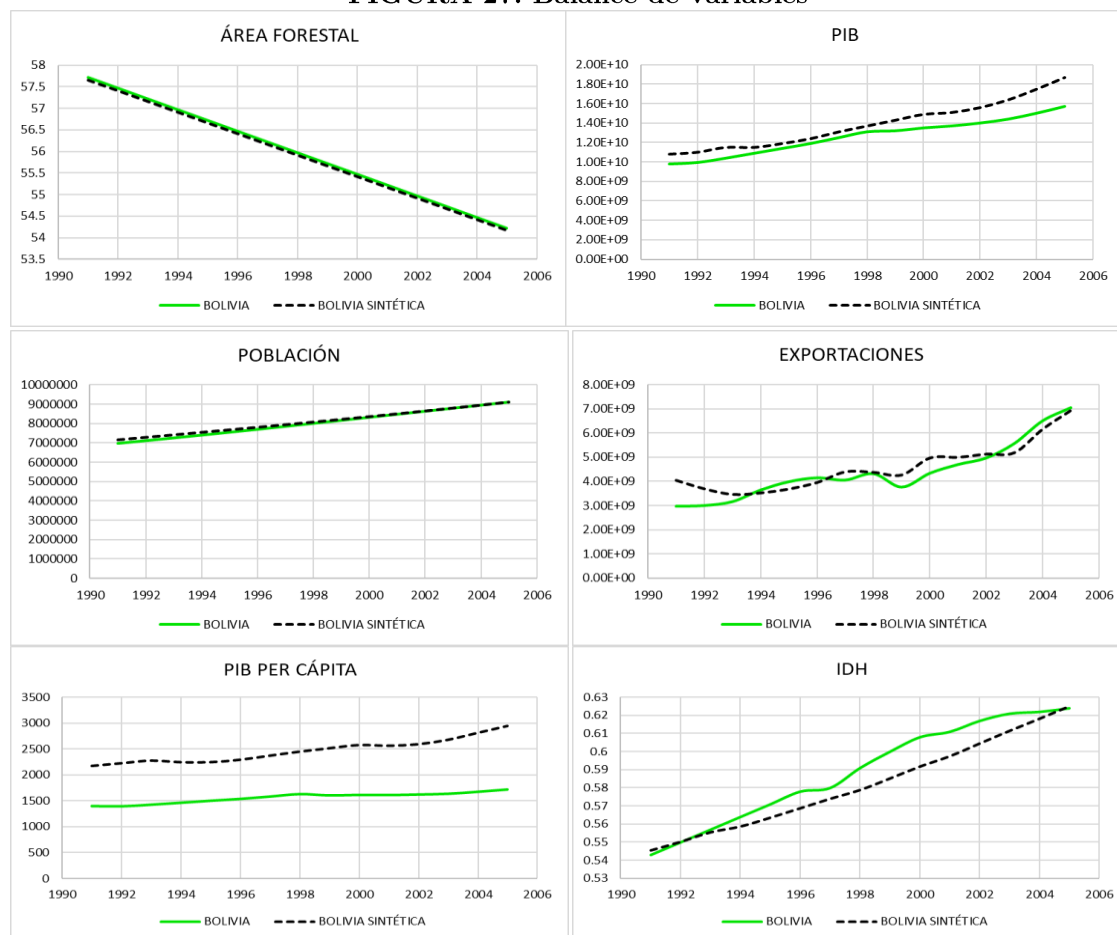 FIGURA 27: Balance de variables
ÁREA FORESTAL
58
57.5
57
56.5
56
55.5
55
54.5
54
53.5
1990 1992 1994 1996 1998 2000 2002 2004 2006
BOLIVIA BOLIVIA SINTÉTICA
PIB
2.00E+10
1.80E+10
1.60E+10
1.40E+10
1.20E+10
1.00E+10
8.00E+09
6.00E+09
4.00E+09
2.00E+09
0.00E+00
1990 1992 1994 1996 1998 2000 2002 2004 2006
BOLIVIA BOLIVIA SINTÉTICA
POBLACIÓN
10000000
9000000
8000000
7000000
6000000
5000000
4000000
3000000
2000000
1000000
0
1990 1992 1994 1996 1998 2000 2002 2004 2006
BOLIVIA BOLIVIA SINTÉTICA
EXPORTACIONES
8.00E+09
7.00E+09
6.00E+09
5.00E+09
4.00E+09
3.00E+09
2.00E+09
1.00E+09
0.00E+00
1990 1992 1994 1996 1998 2000 2002 2004 2006
BOLIVIA BOLIVIA SINTÉTICA
PIB PER CÁPITA
3500
3000
2500
2000
1500
1000
500
0
1990 1992 1994 1996 1998 2000 2002 2004 2006
BOLIVIA BOLIVIA SINTÉTICA
IDH
0.63
0.62
0.61
0.6
0.59
0.58
0.57
0.56
0.55
0.54
0.53
1990 1992 1994 1996 1998 2000 2002 2004 2006
BOLIVIA BOLIVIA SINTÉTICA